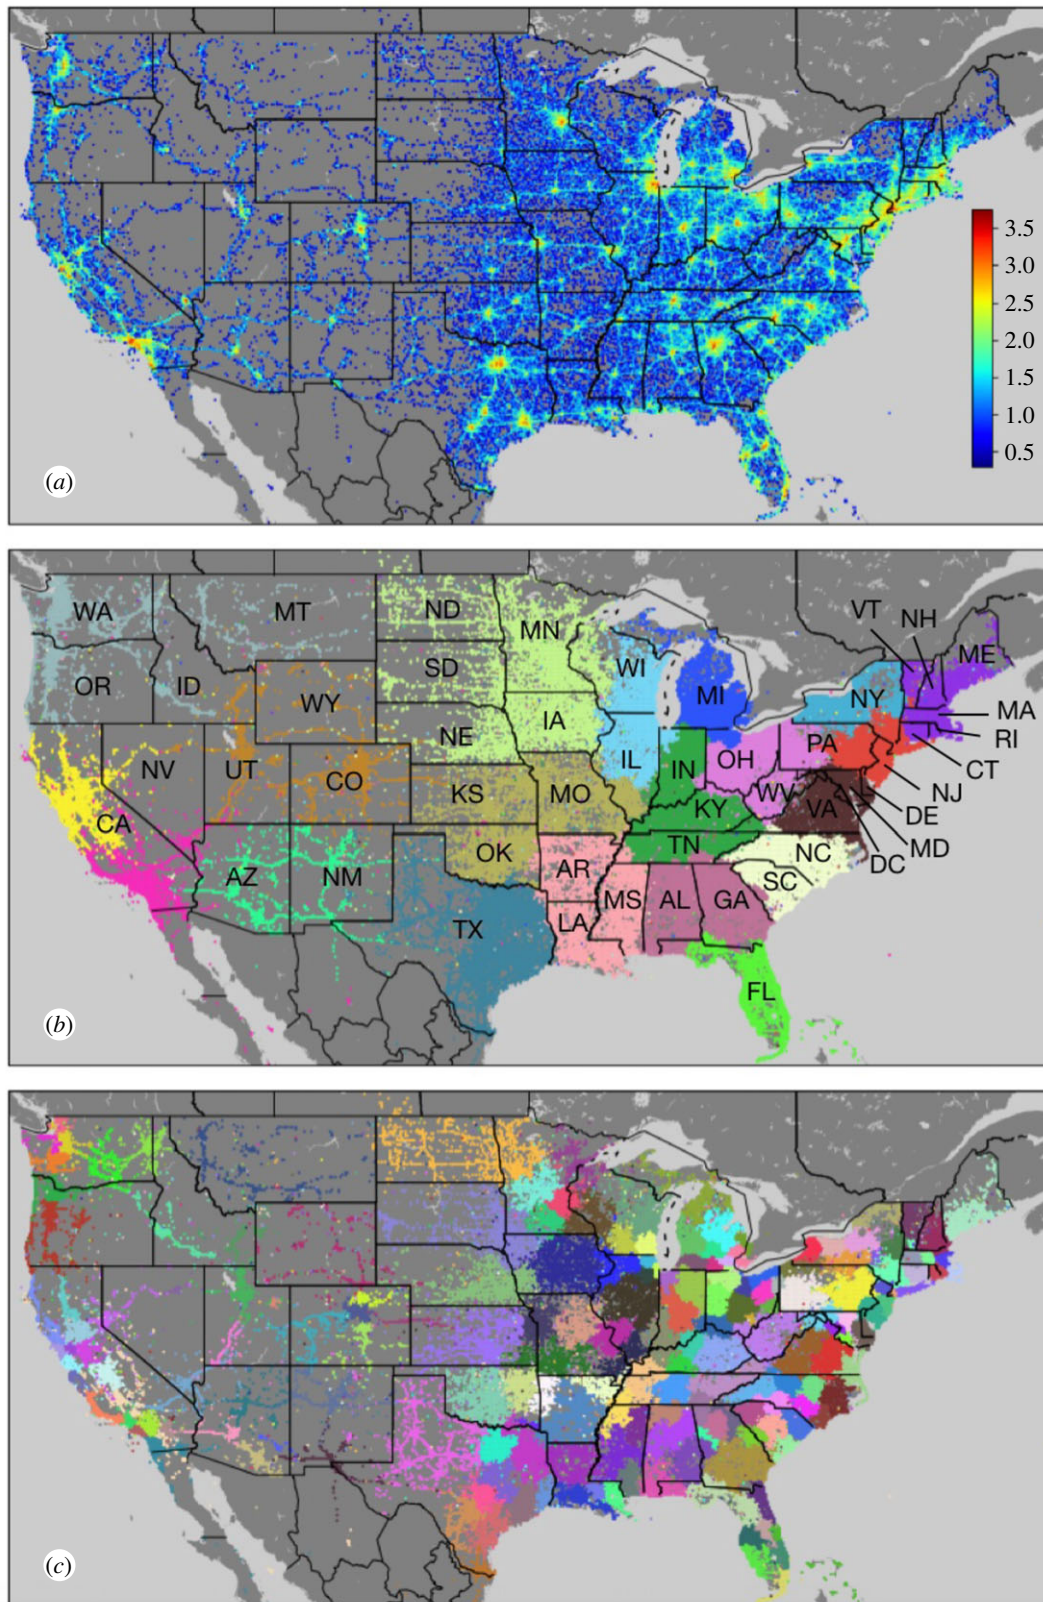 3.5
3.0
2.5
2.0
1.5
1.0
0.5
(a)
WA MT ND MN VT NH ME
OR ID WY SD WI MI NY MA
NE IA RI
NV UT CO IL IN OH PA CT
CA KS MO KY WV VA NJ
DE
OK TN NC MD
AZ NM AR SC DC
TX LA MS AL GA
FL
(b)
(c)